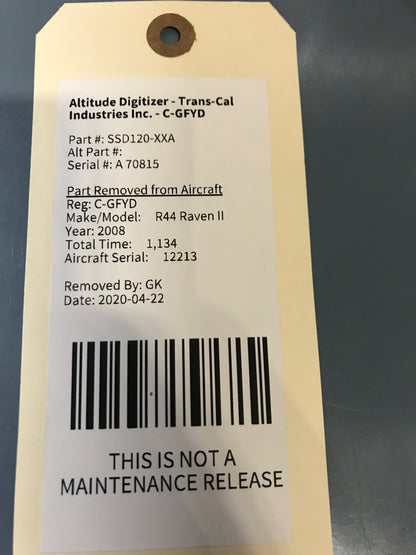 Altitude Digitizer - Trans-Cal
Industries Inc. - C-GFYD
Part #: SSD120-XXA
Alt Part #:
Serial #: A 70815
Part Removed from Aircraft
Reg: C-GFYD
Make/Model: R44 Raven II
Year: 2008
Total Time: 1,134
Aircraft Serial: 12213
Removed By: GK
Date: 2020-04-22
THIS IS NOT A
MAINTENANCE RELEASE